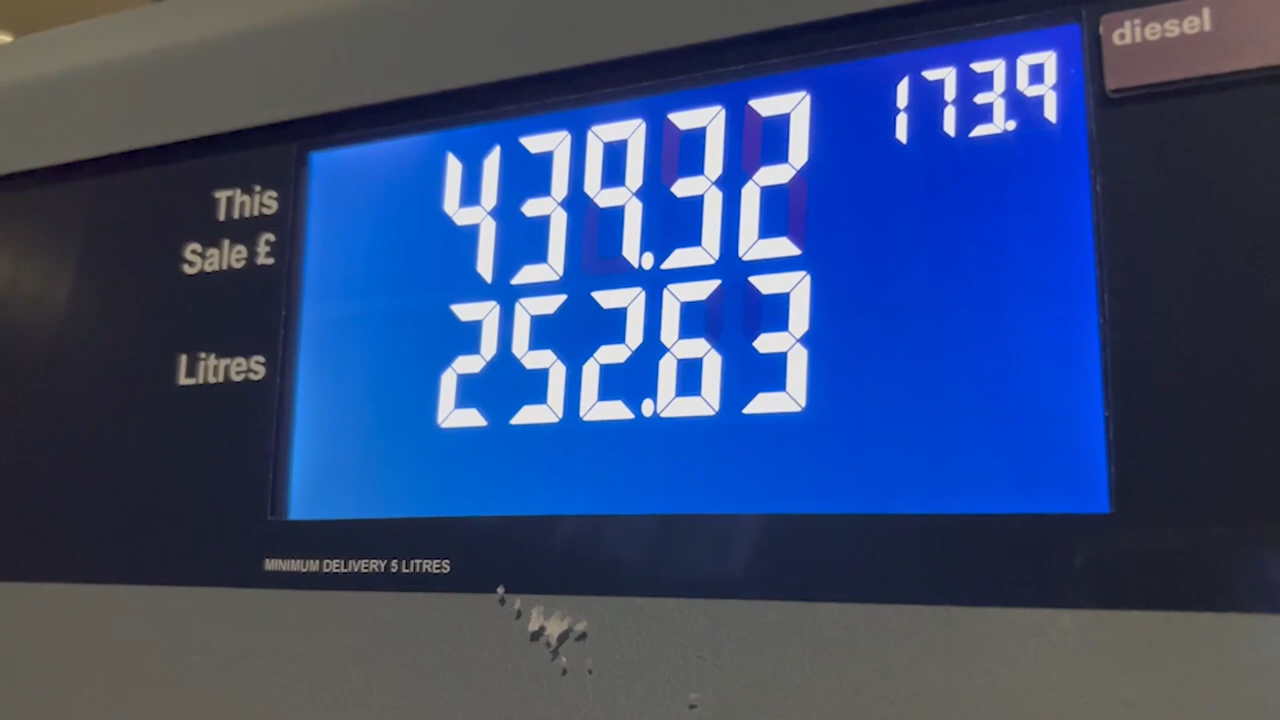 diesel
173.9
This
Sale £
439.32
Litres
252.63
MINIMUM DELIVERY 5 LITRES